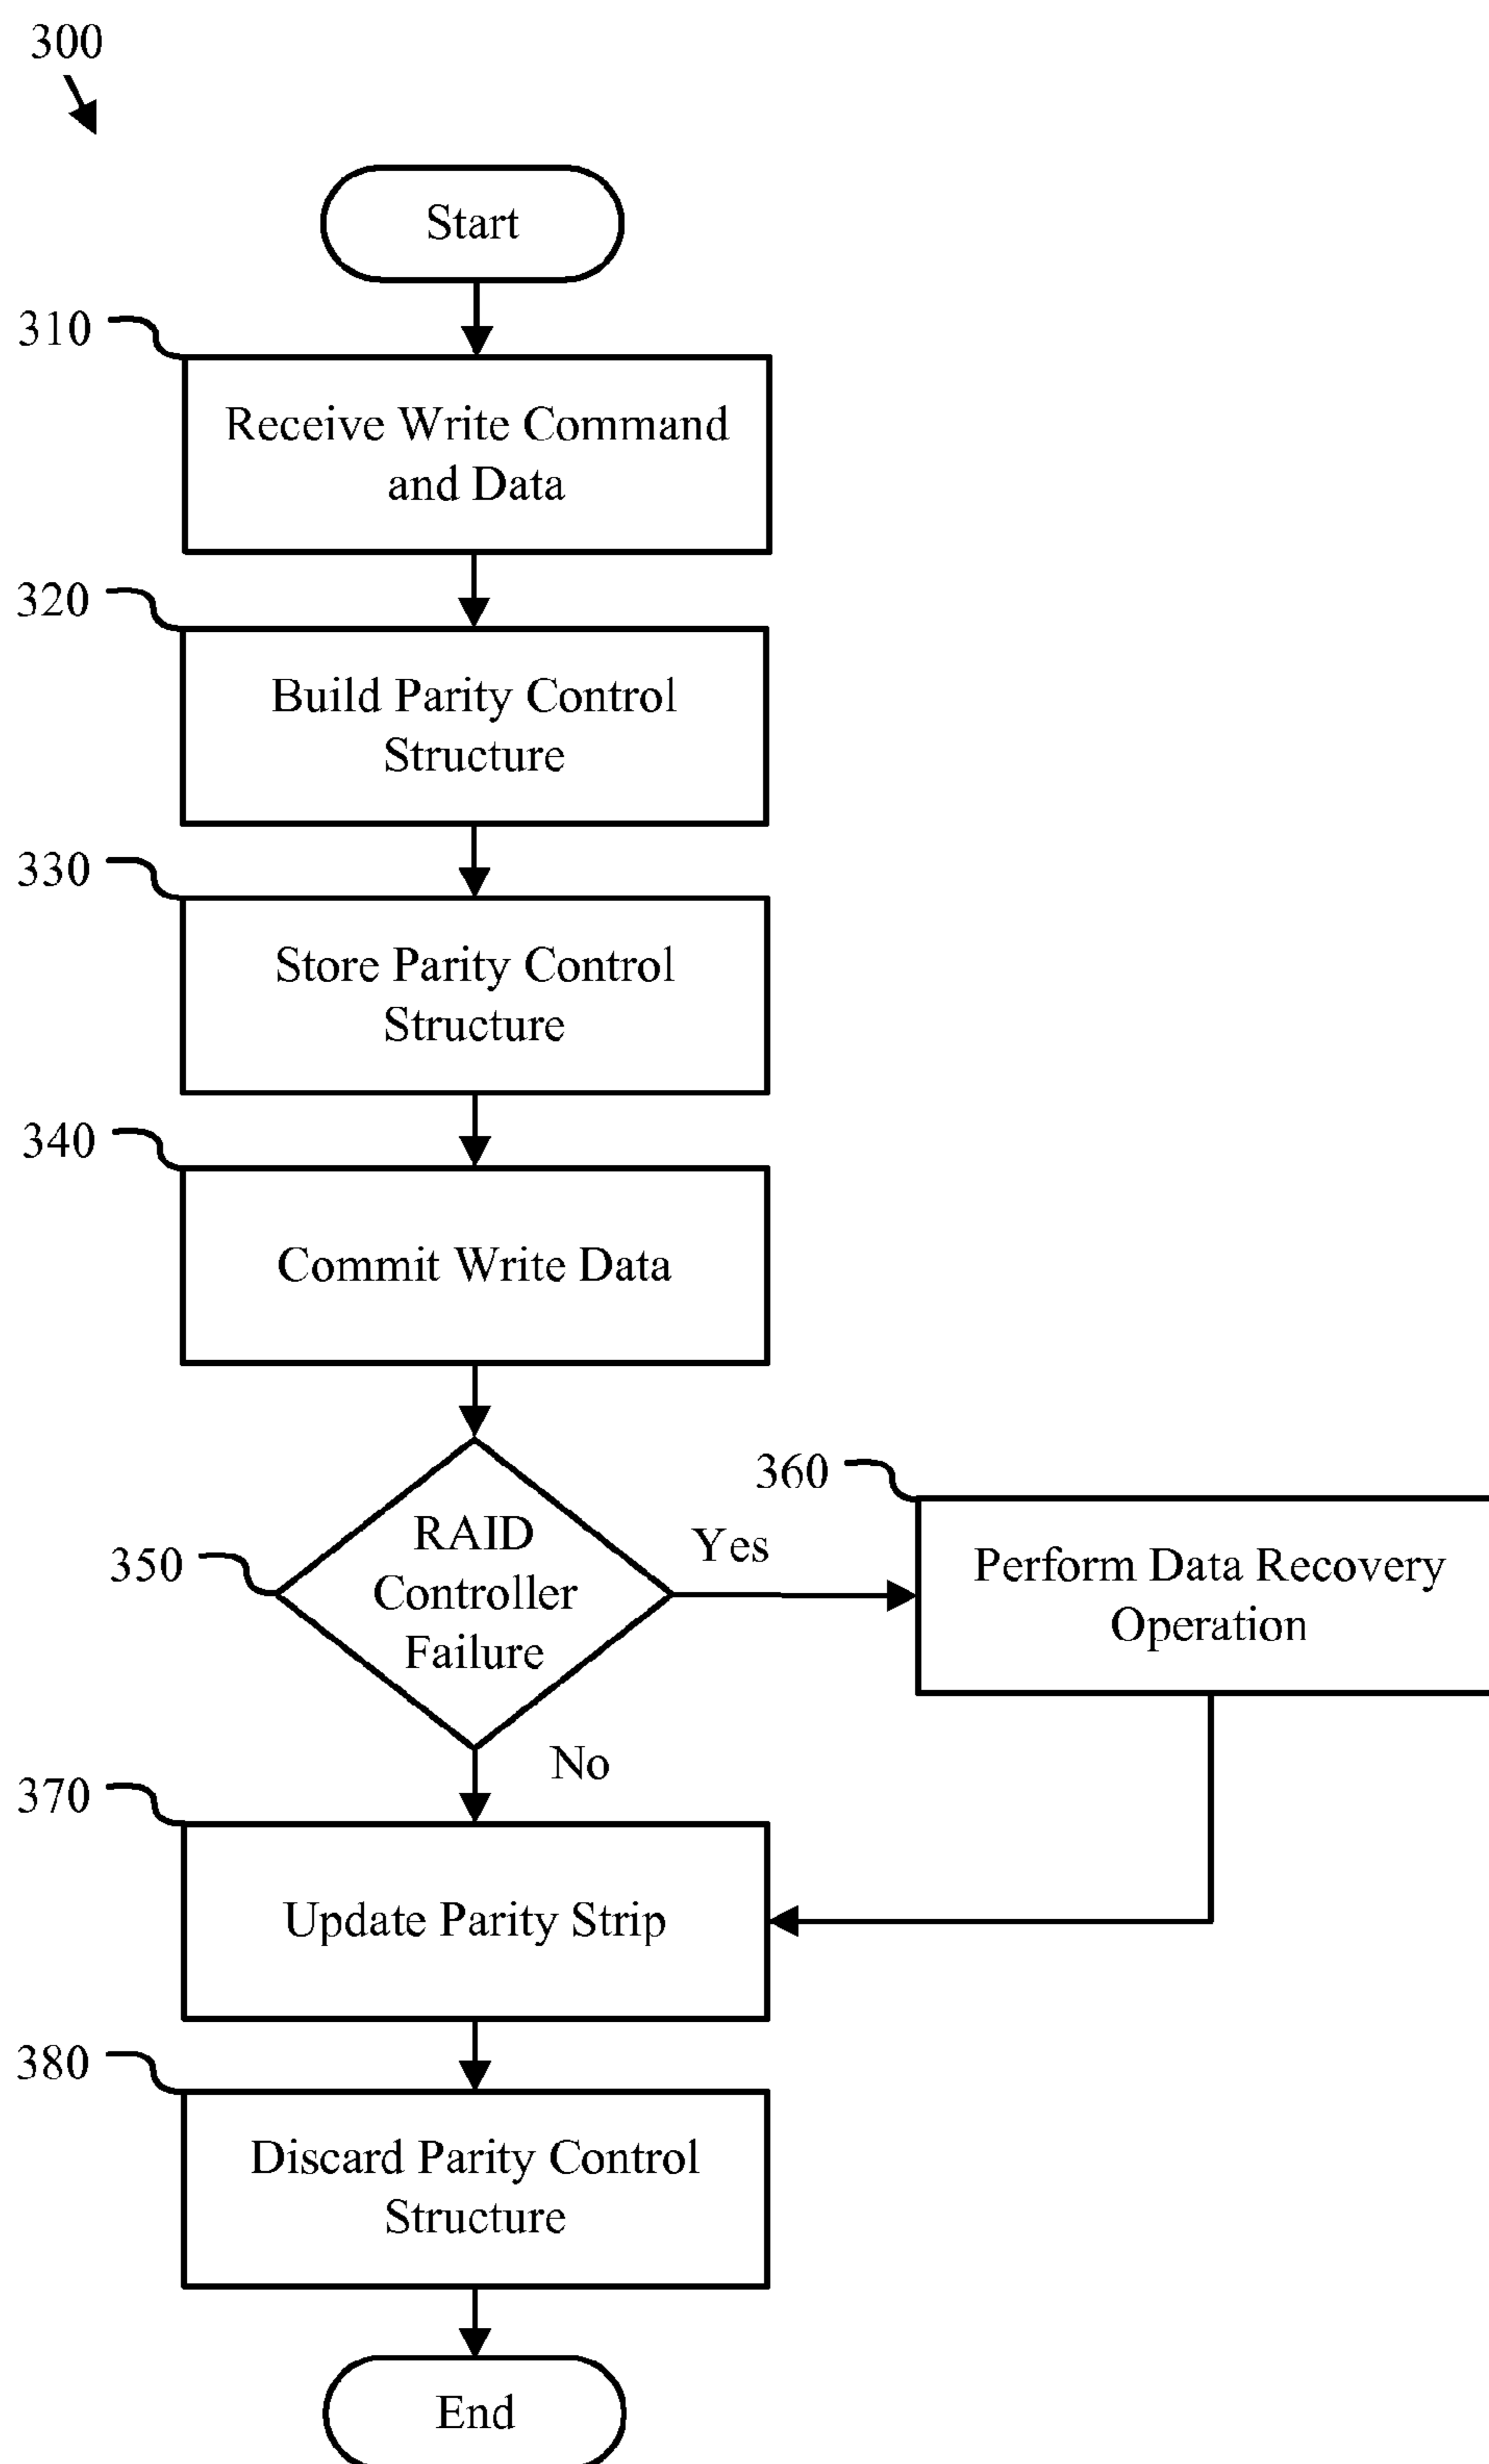 300
Start
310
Receive Write Command
and Data
320
Build Parity Control
Structure
330
Store Parity Control
Structure
340
Commit Write Data
350
RAID
Controller
Failure
Yes
360
Perform Data Recovery
Operation
No
370
Update Parity Strip
380
Discard Parity Control
Structure
End